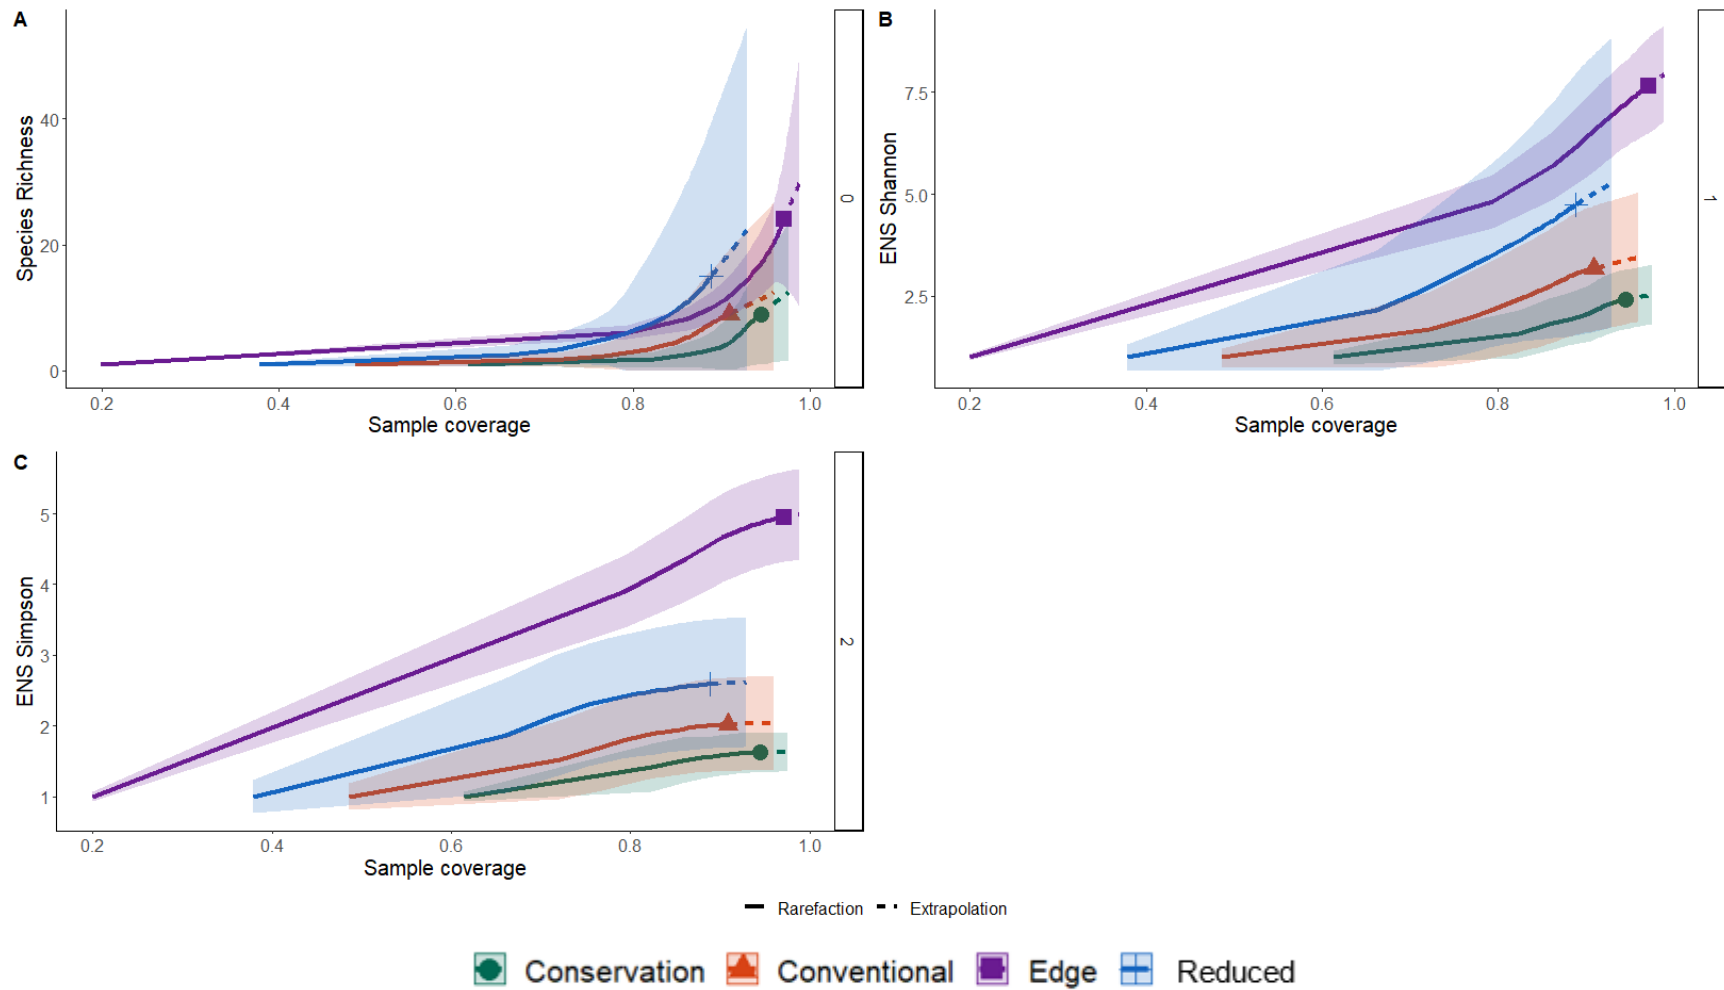 A
Species Richness
40
20
0
0.2
0.4
0.6
0.8
1.0
Sample coverage
0
B
ENS Shannon
7.5
5.0
2.5
0.2
0.4
0.6
0.8
1.0
Sample coverage
1
C
ENS Simpson
5
4
3
2
1
0.2
0.4
0.6
0.8
1.0
Sample coverage
2
Rarefaction Extrapolation
Conservation Conventional Edge Reduced